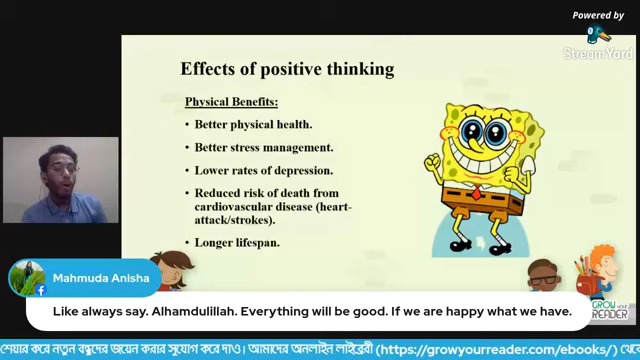 Powered by
StreamYard
Effects of positive thinking
Physical Benefits:
• Better physical health.
• Better stress management.
• Lower rates of depression.
• Reduced risk of death from
cardiovascular disease (heart-
attack/strokes).
• Longer lifespan.
GROW YOUR
READER
Mahmuda Anisha
Like always say. Alhamdulillah. Everything will be good. If we are happy what we have.
শেয়ার করে নতুন বন্ধুদের জয়েন করার সুযোগ করে দাও। আমাদের অনলাইন লাইব্রেরী (https://growyourreader.com/ebooks/) থেকে